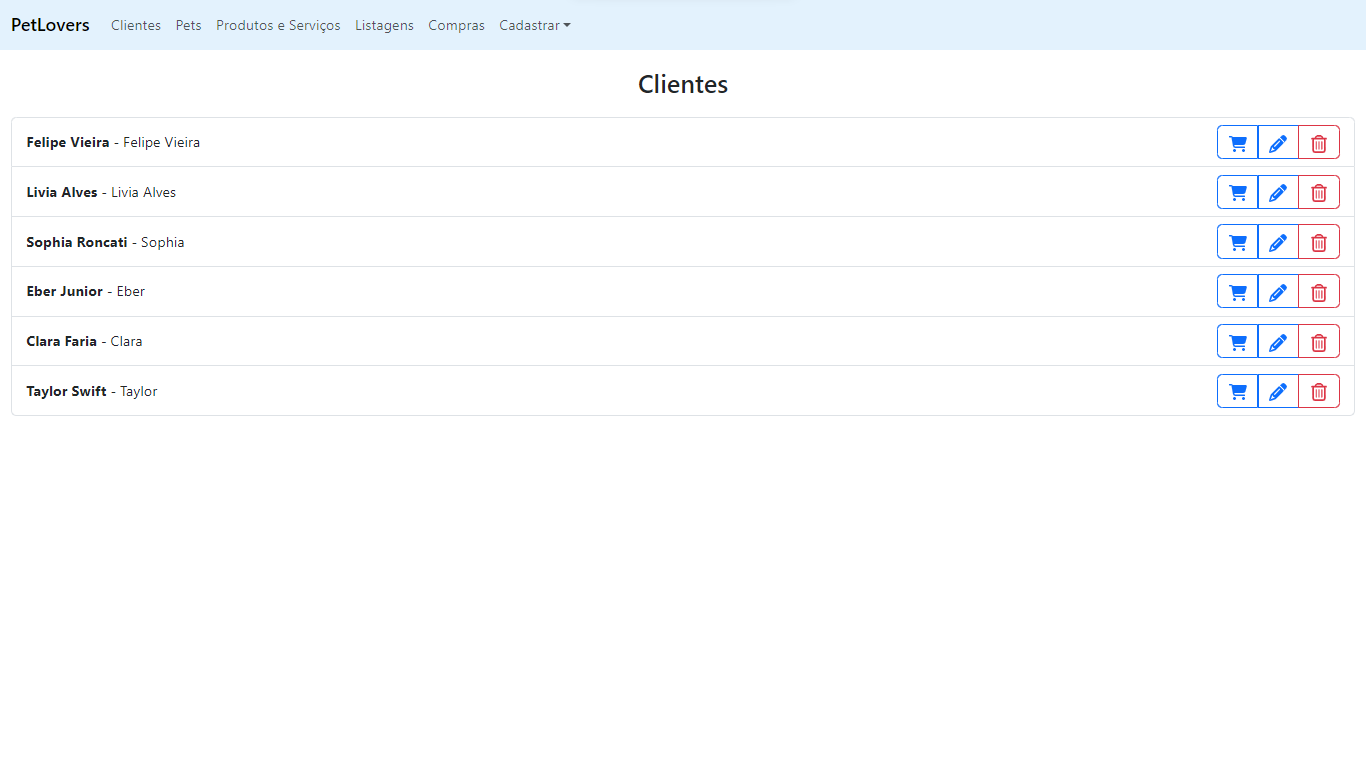 PetLovers Clientes Pets Produtos e Serviços Listagens Compras Cadastrar
Clientes
Felipe Vieira - Felipe Vieira
Livia Alves - Livia Alves
Sophia Roncati - Sophia
Eber Junior - Eber
Clara Faria - Clara
Taylor Swift - Taylor